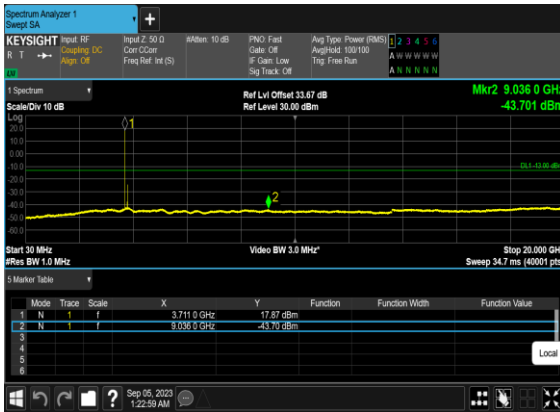 Spectrum Analyzer 1
Swept SA
+
KEYSIGHT Input: RF Input Z: 50 Ω #Atten: 10 dB PNO: Fast Avg Type: Power (RMS) 1 2 3 4 5 6
R T Coupling: DC Corr CCorr Gate: Off Avg|Hold: 100/100 A W W W W W
Align: Off Freq Ref: Int (S) IF Gain: Low Trig: Free Run
LXI Sig Track: Off A N N N N N
1 Spectrum Ref Lvl Offset 33.67 dB Mkr2 9.036 0 GHz
Scale/Div 10 dB Ref Level 30.00 dBm -43.701 dBm
Log
20.0 1
10.0
0.00
-10.0 DL1 -13.00 dBm
-20.0
-30.0
-40.0 2
-50.0
-60.0
Start 30 MHz Video BW 3.0 MHz* Stop 20.000 GHz
#Res BW 1.0 MHz Sweep 34.7 ms (40001 pts)
5 Marker Table
Mode Trace Scale X Y Function Function Width Function Value
1 N 1 f 3.711 0 GHz 17.87 dBm
2 N 1 f 9.036 0 GHz -43.70 dBm
3
4
5
6
Local
? Sep 05, 2023
1:22:59 AM